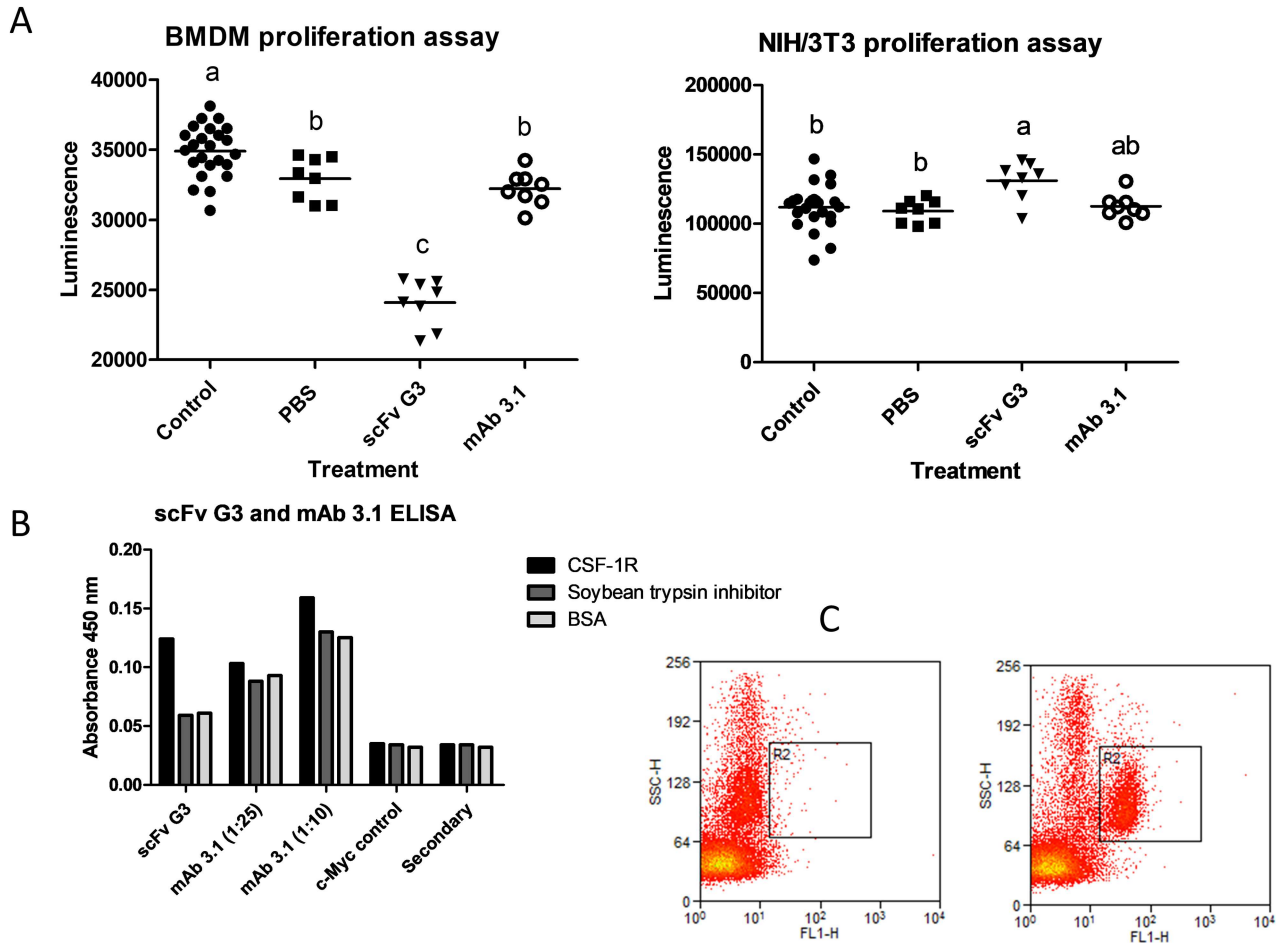 A
BMDM proliferation assay
40000
35000
30000
25000
20000
Luminescence
a
b
c
b
Control
PBS
scFv G3
mAb 3.1
Treatment
NIH/3T3 proliferation assay
200000
150000
100000
50000
0
Luminescence
b
b
a
ab
Control
PBS
scFv G3
mAb 3.1
Treatment
B
scFv G3 and mAb 3.1 ELISA
0.20
0.15
0.10
0.05
0.00
Absorbance 450 nm
scFv G3
mAb 3.1 (1:25)
mAb 3.1 (1:10)
c-Myc control
Secondary
CSF-1R
Soybean trypsin inhibitor
BSA
C
256
192
128
64
0
SSC-H
R2
10⁰
10¹
10²
10³
10⁴
FL1-H
256
192
128
64
0
SSC-H
R2
10⁰
10¹
10²
10³
10⁴
FL1-H